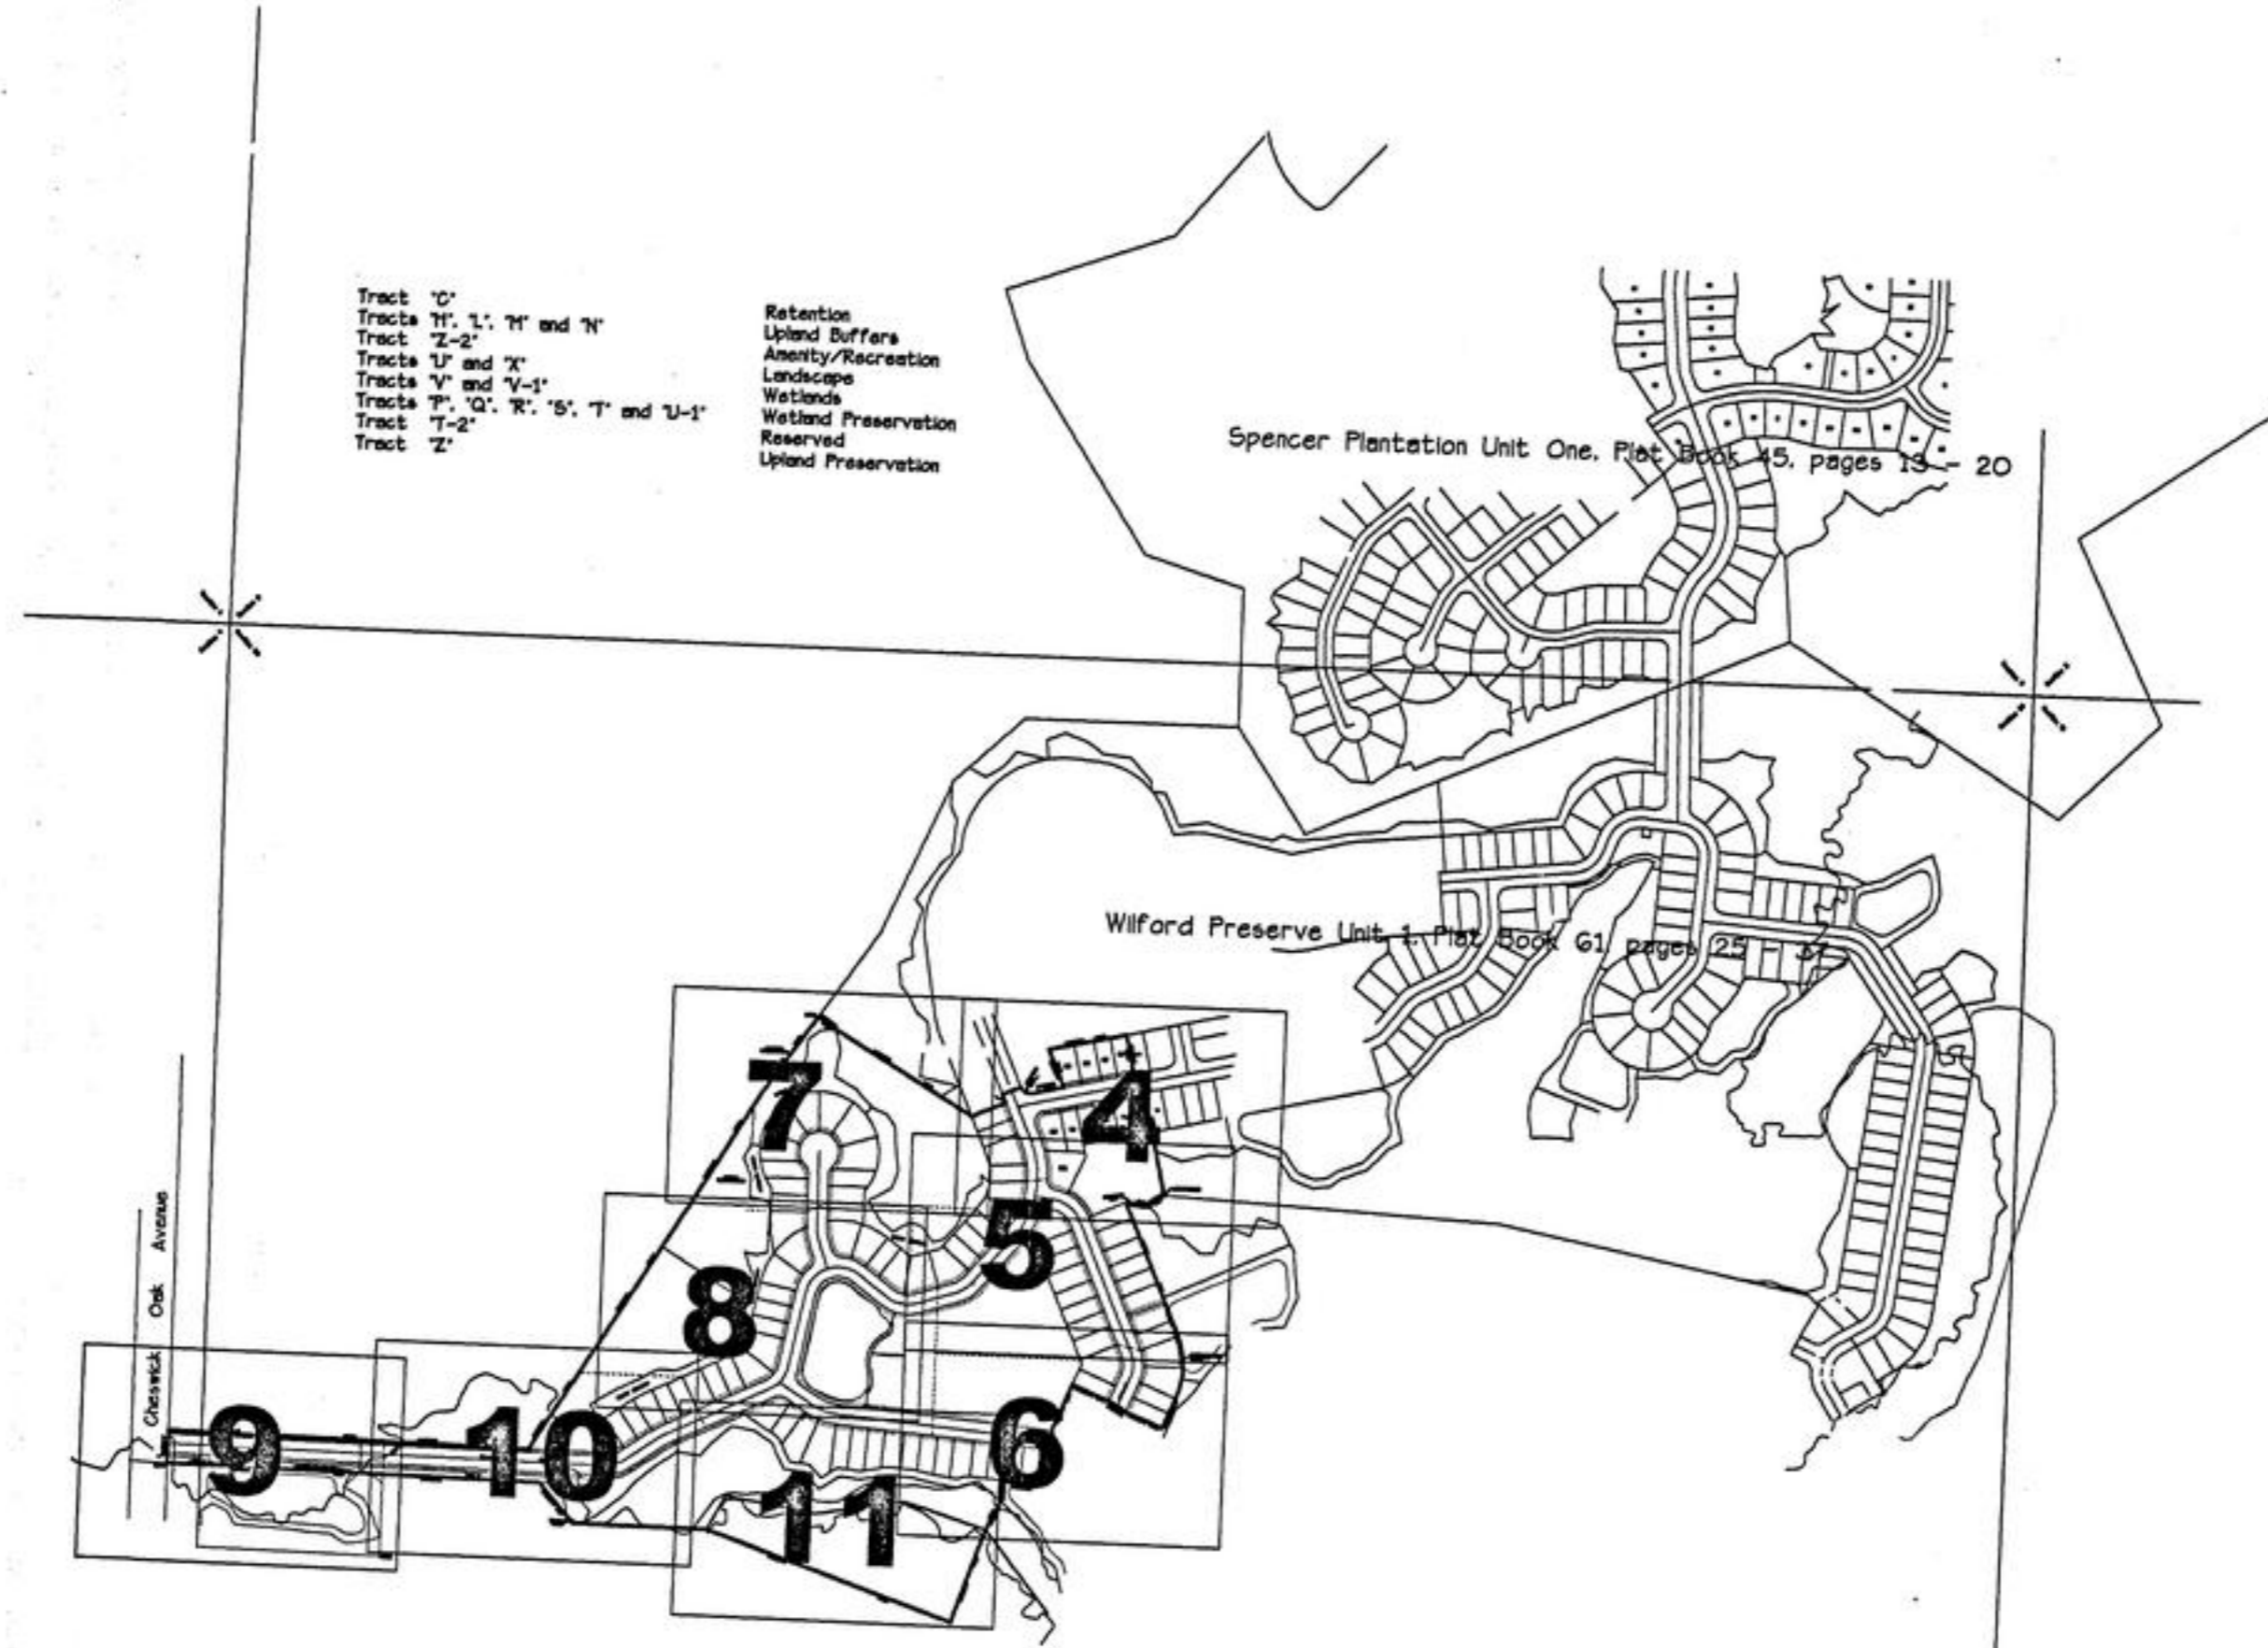 Tract "C" Retention
Tracts "H", "L", "M" and "N" Upland Buffers
Tract "Z-2" Amenity/Recreation
Tracts "U" and "X" Landscape
Tracts "V" and "V-1" Wetlands
Tracts "P", "Q", "R", "S", "T" and "U-1" Wetland Preservation
Tract "T-2" Reserved
Tract "Z" Upland Preservation
Spencer Plantation Unit One, Plat Book 45, pages 13 - 20
Wilford Preserve Unit 1, Plat Book 61, pages 25 - 37
7
4
5
8
Cheswick Oak Avenue
9
10
6
11